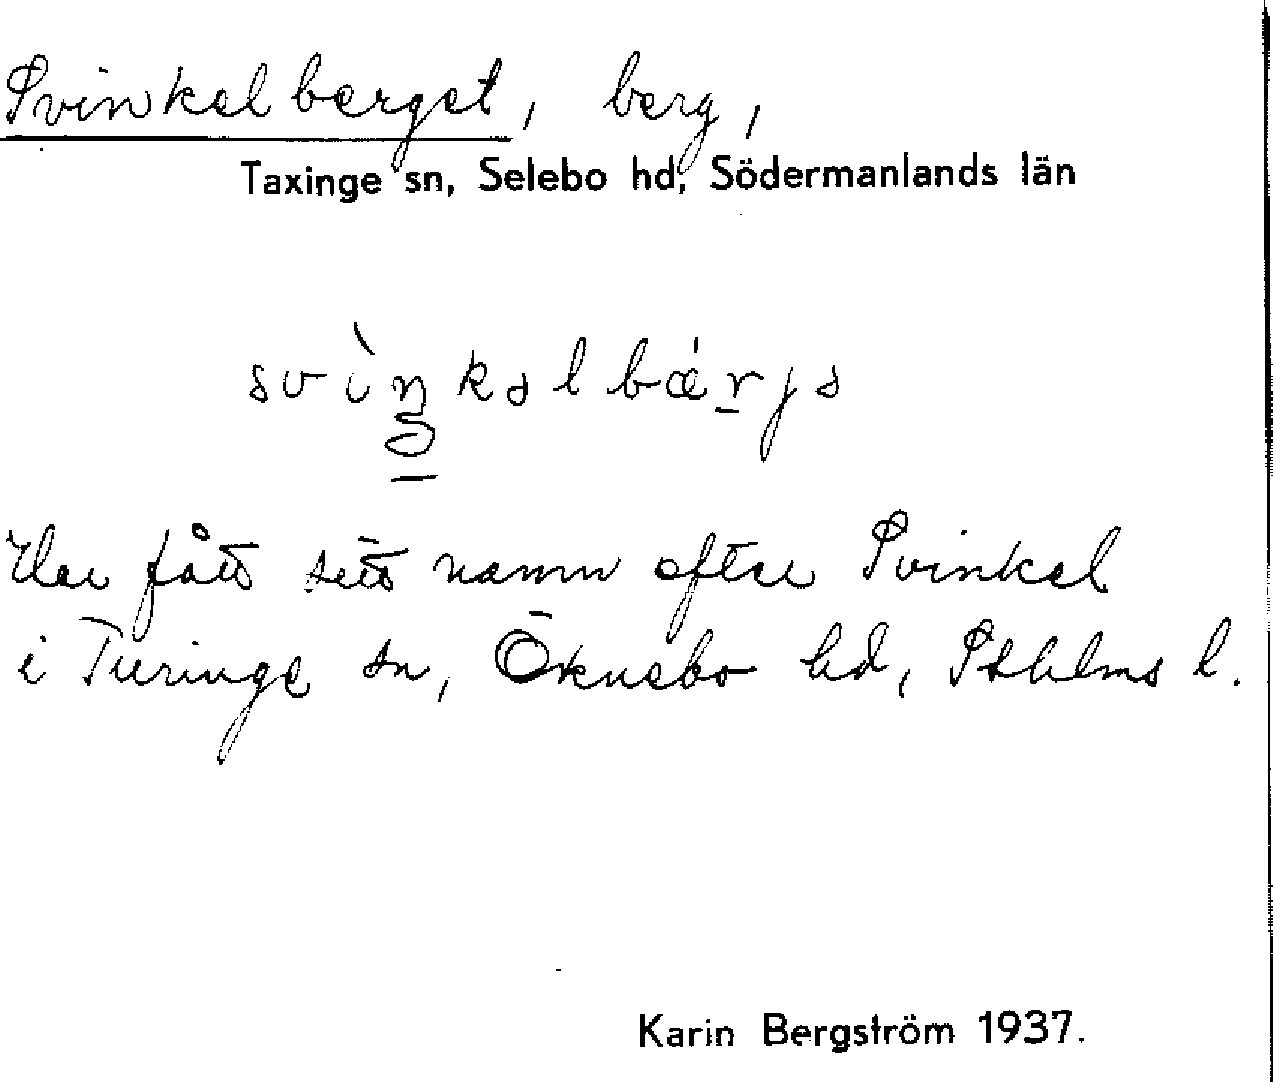 Svinkelberget, berg,
Taxinge sn, Selebo hd, Södermanlands län
svìŋkəlbǽrjə
Har fått sitt namn efter Svinkel
i Turinge sn, Öknebo hd, Sthlms l.
Karin Bergström 1937.